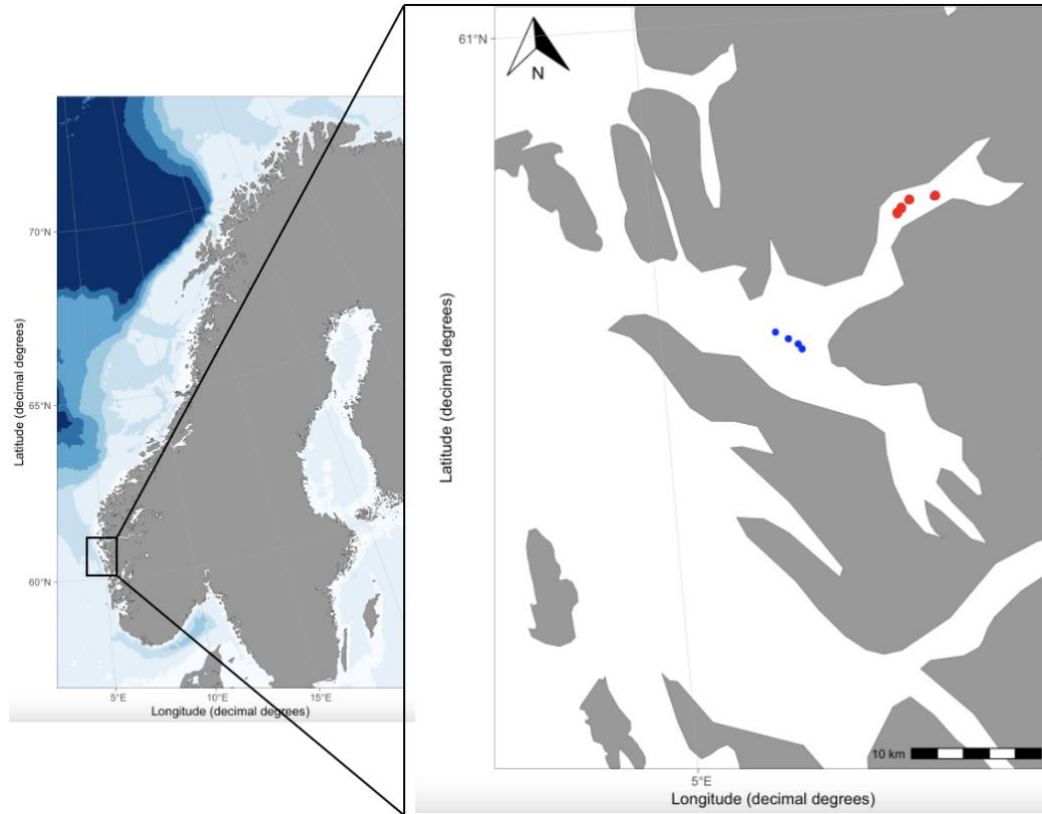 70°N
65°N
60°N
5°E
10°E
15°E
Longitude (decimal degrees)
Latitude (decimal degrees)
61°N
N
Latitude (decimal degrees)
10 km
5°E
Longitude (decimal degrees)